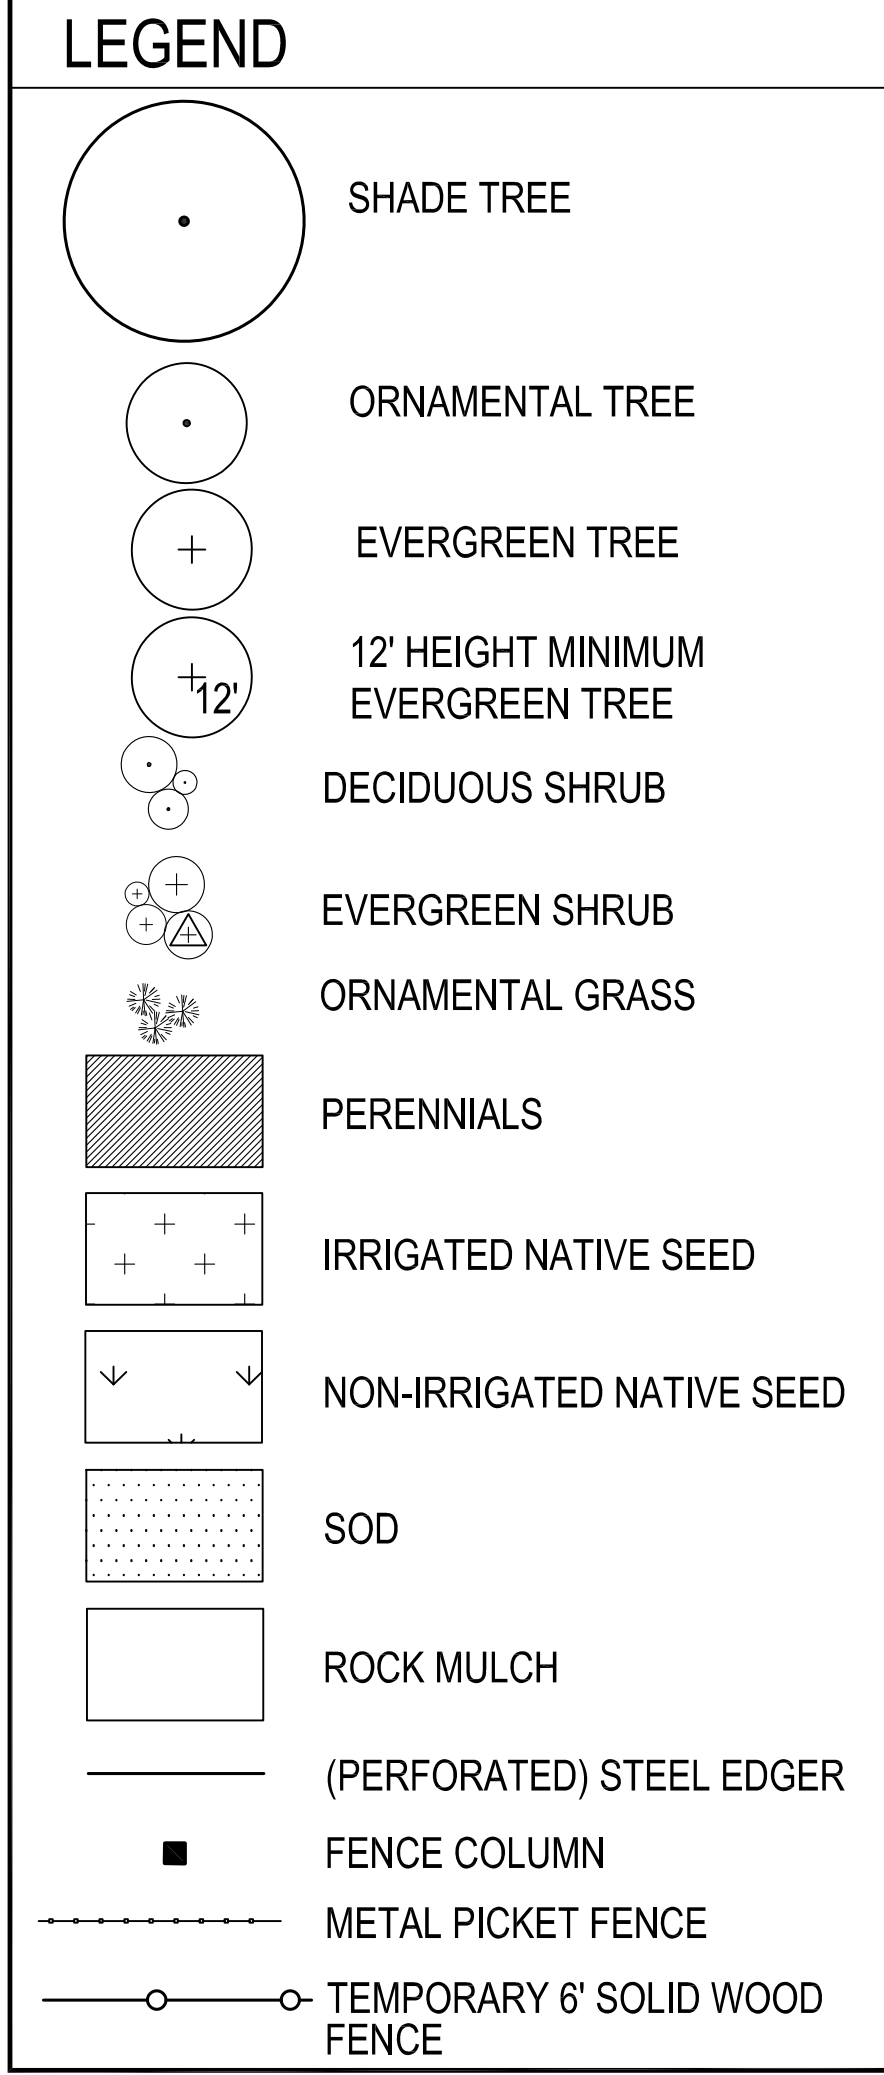 LEGEND
SHADE TREE
ORNAMENTAL TREE
EVERGREEN TREE
12'
12' HEIGHT MINIMUM
EVERGREEN TREE
DECIDUOUS SHRUB
EVERGREEN SHRUB
ORNAMENTAL GRASS
PERENNIALS
IRRIGATED NATIVE SEED
NON-IRRIGATED NATIVE SEED
SOD
ROCK MULCH
(PERFORATED) STEEL EDGER
FENCE COLUMN
METAL PICKET FENCE
TEMPORARY 6' SOLID WOOD
FENCE